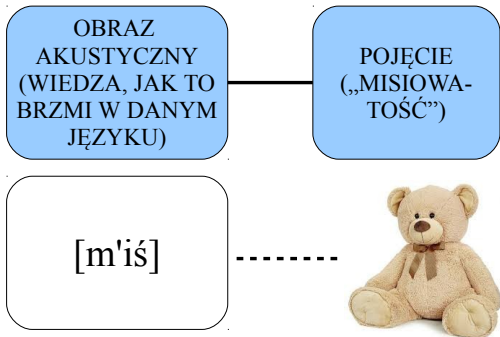 OBRAZ
AKUSTYCZNY
(WIEDZA, JAK TO
BRZMI W DANYM
JĘZYKU)
POJĘCIE
(„MISIOWA-
TOŚĆ”)
[m'iś]